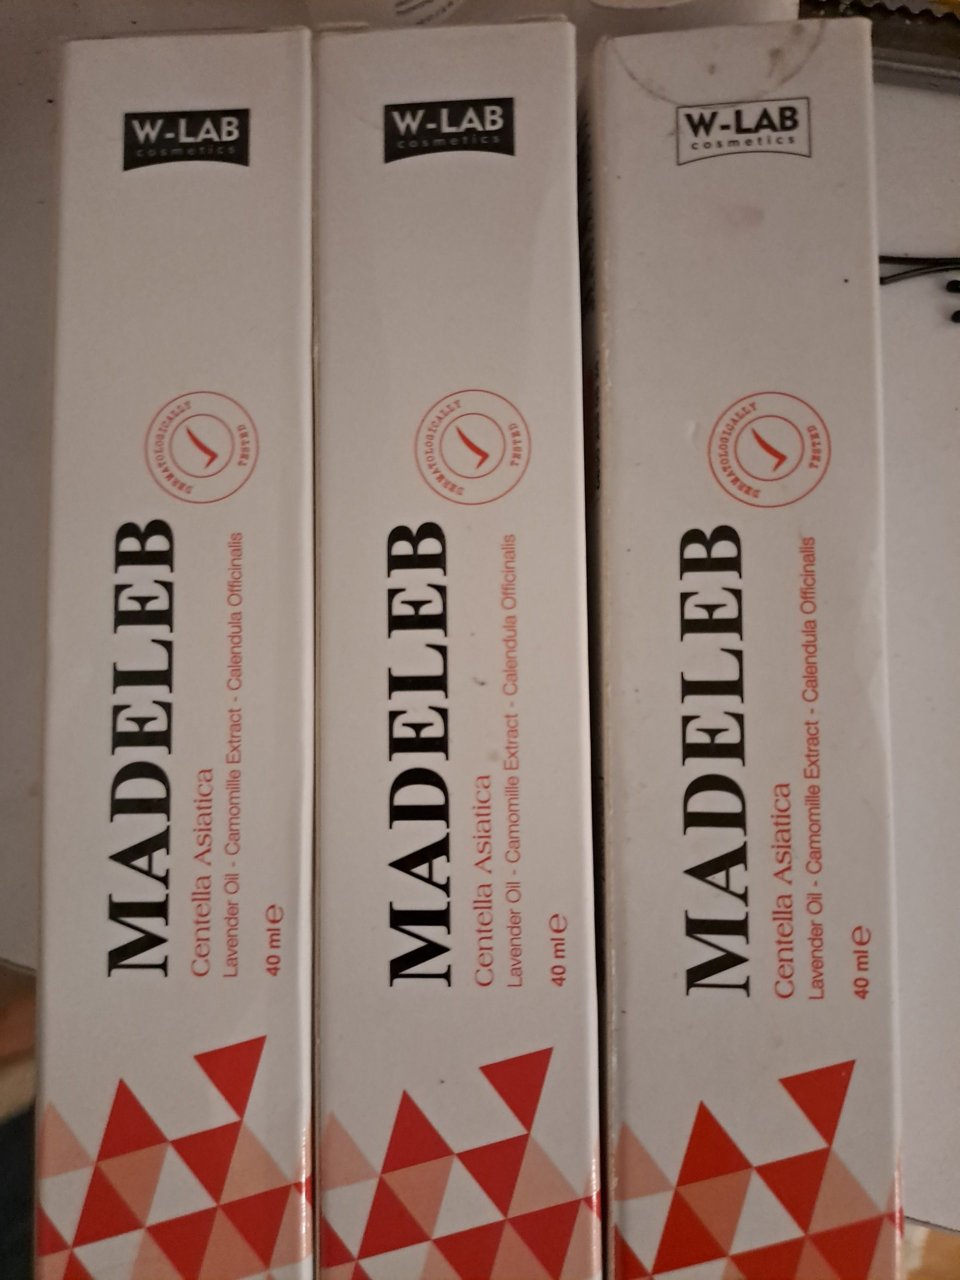 W-LAB
cosmetics
DERMATOLOGICALLY TESTED
MADELEB
Centella Asiatica
Lavender Oil - Camomille Extract - Calendula Officinalis
40 ml e
W-LAB
cosmetics
DERMATOLOGICALLY TESTED
MADELEB
Centella Asiatica
Lavender Oil - Camomille Extract - Calendula Officinalis
40 ml e
W-LAB
cosmetics
DERMATOLOGICALLY TESTED
MADELEB
Centella Asiatica
Lavender Oil - Camomille Extract - Calendula Officinalis
40 ml e